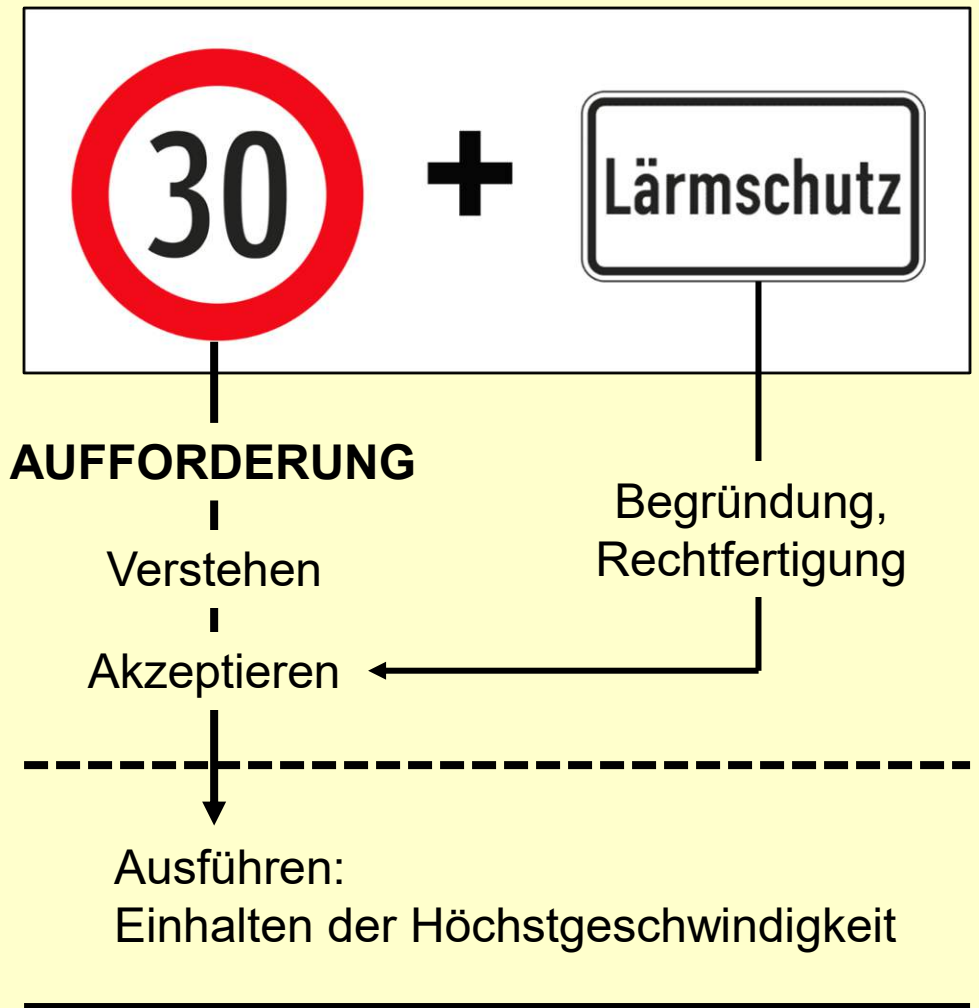 30
+
Lärmschutz
AUFFORDERUNG
Begründung,
Rechtfertigung
Verstehen
Akzeptieren
Ausführen:
Einhalten der Höchstgeschwindigkeit